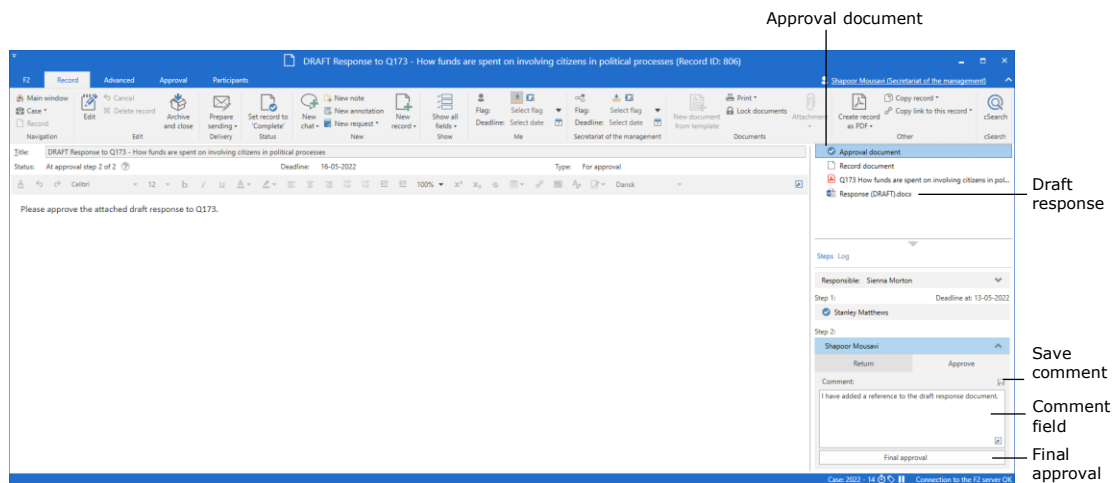 Approval document
DRAFT Response to Q173 - How funds are spent on involving citizens in political processes (Record ID: 806)
F2 Record Advanced Approval Participants
Shapoor Mousavi (Secretariat of the management)
Main window
Case
Record
Navigation
Edit
Cancel
Delete record
Archive and close
Edit
Prepare sending
Delivery
Set record to 'Complete'
Status
New chat
New note
New annotation
New request
New record
New
Show all fields
Show
Flag: Select flag
Deadline: Select date
Me
Flag: Select flag
Deadline: Select date
Secretariat of the management
New document from template
Print
Lock documents
Attachment
Documents
Create record as PDF
Copy record
Copy link to this record
Other
cSearch
cSearch
Title: DRAFT Response to Q173 - How funds are spent on involving citizens in political processes
Status: At approval step 2 of 2 Deadline: 16-05-2022 Type: For approval
Calibri 12 b / u 100% x² x₂ Dansk
Please approve the attached draft response to Q173.
Approval document
Record document
Q173 How funds are spent on involving citizens in pol...
Response (DRAFT).docx
Draft
response
Steps Log
Responsible: Sienna Morton
Step 1: Deadline at: 13-05-2022
Stanley Matthews
Step 2:
Shapoor Mousavi
Return Approve
Comment:
Save
comment
I have added a reference to the draft response document.
Comment
field
Final approval
Final
approval
Case: 2022 - 14 Connection to the F2 server OK